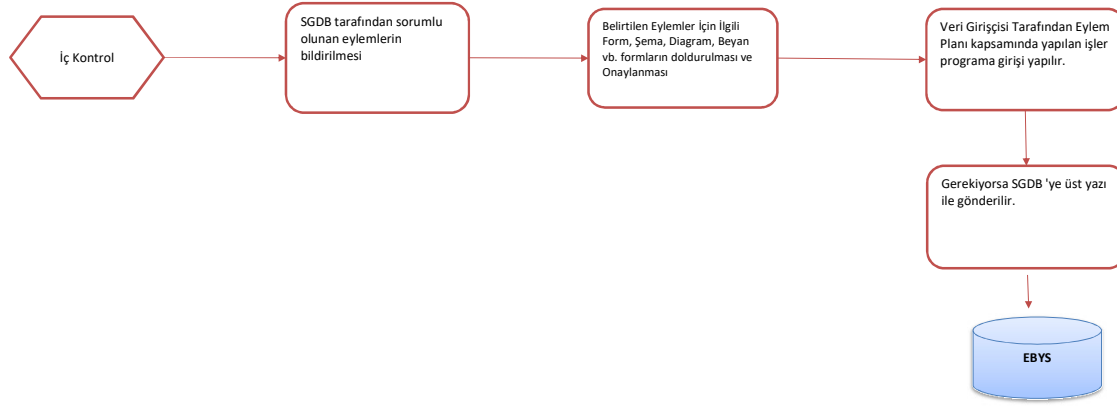 İç Kontrol
SGDB tarafından sorumlu
olunan eylemlerin
bildirilmesi
Belirtilen Eylemler İçin İlgili
Form, Şema, Diagram, Beyan
vb. formların doldurulması ve
Onaylanması
Veri Girişçisi Tarafından Eylem
Planı kapsamında yapılan işler
programa girişi yapılır.
Gerekiyorsa SGDB 'ye üst yazı
ile gönderilir.
EBYS